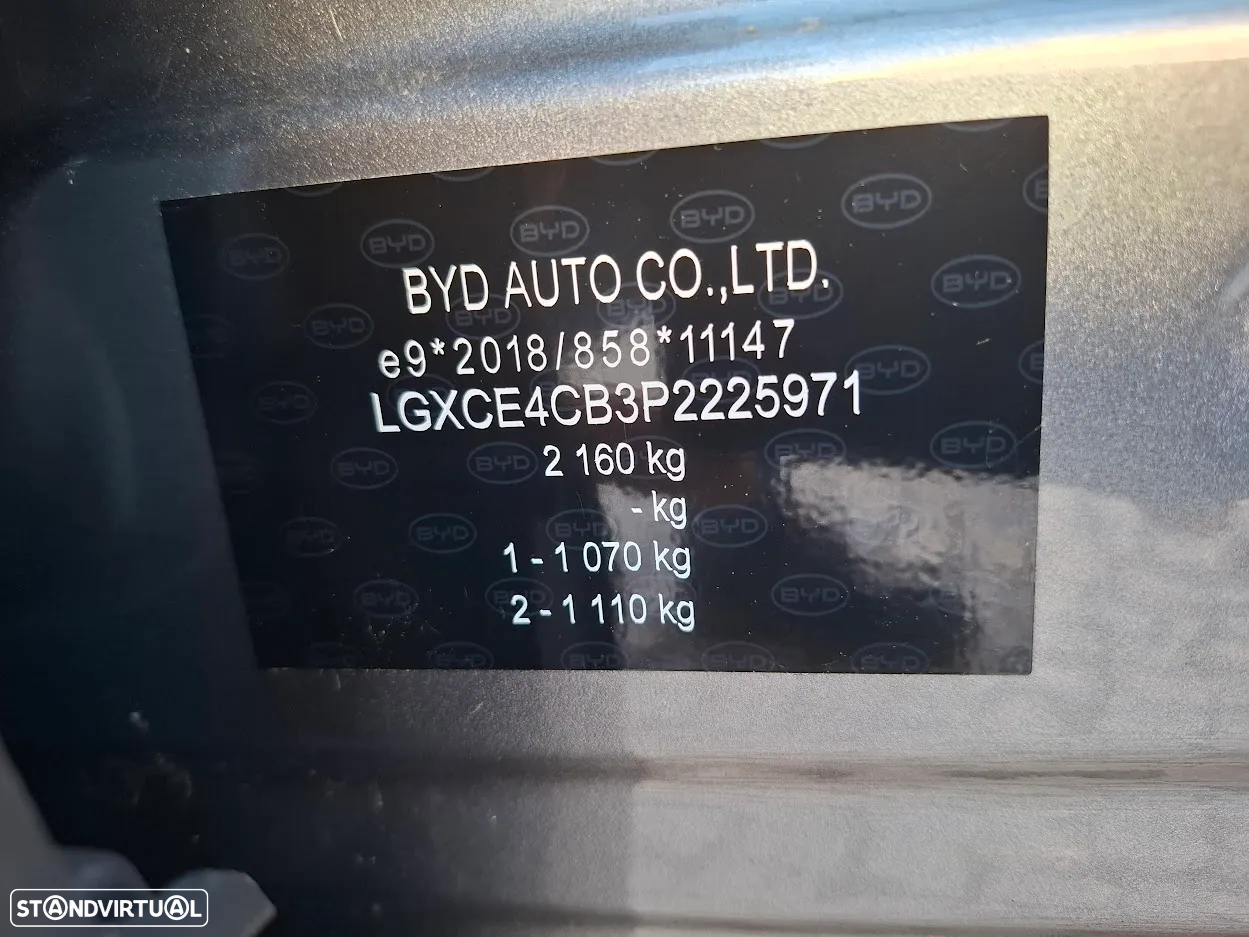 BYD AUTO CO.,LTD.
e9*2018/858*11147
LGXCE4CB3P2225971
2 160 kg
- kg
1 - 1 070 kg
2 - 1 110 kg
STANDVIRTUAL